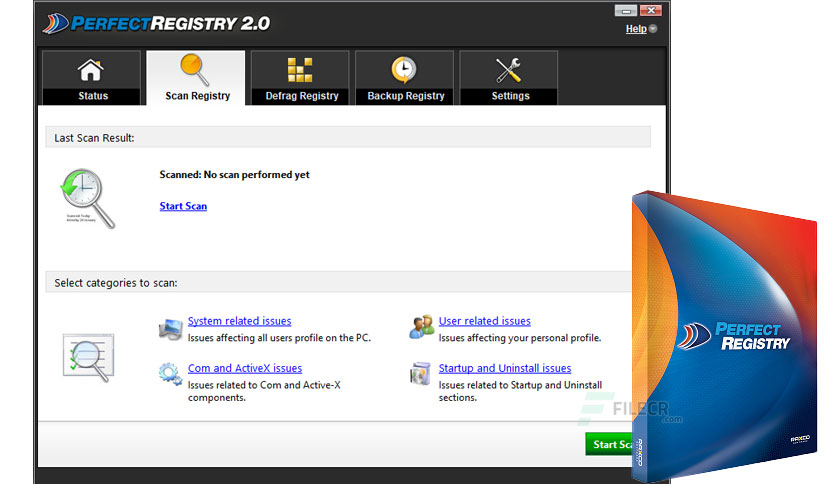 PERFECTREGISTRY 2.0
Help
Status
Scan Registry
Defrag Registry
Backup Registry
Settings
Last Scan Result:
Scanned: No scan performed yet
Start Scan
Select categories to scan:
System related issues
Issues affecting all users profile on the PC.
User related issues
Issues affecting your personal profile.
Com and ActiveX issues
Issues related to Com and Active-X
components.
Startup and Uninstall issues
Issues related to Startup and Uninstall
sections.
FILECR
.com
Start Sca
PERFECT
REGISTRY
RAXCO
RAXCO